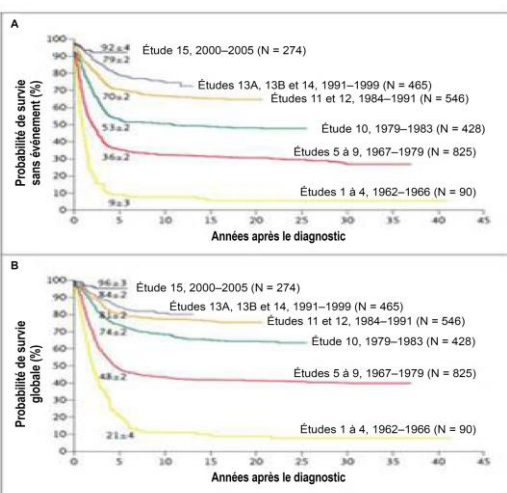 A
Probabilité de survie
sans événement (%)
100
90
80
70
60
50
40
30
20
10
0
92±4
79±2
70±2
53±2
36±2
9±3
Étude 15, 2000–2005 (N = 274)
Études 13A, 13B et 14, 1991–1999 (N = 465)
Études 11 et 12, 1984–1991 (N = 546)
Étude 10, 1979–1983 (N = 428)
Études 5 à 9, 1967–1979 (N = 825)
Études 1 à 4, 1962–1966 (N = 90)
0 5 10 15 20 25 30 35 40 45
Années après le diagnostic
B
Probabilité de survie
globale (%)
100
90
80
70
60
50
40
30
20
10
0
96±3
84±2
81±2
74±2
48±2
21±4
Étude 15, 2000–2005 (N = 274)
Études 13A, 13B et 14, 1991–1999 (N = 465)
Études 11 et 12, 1984–1991 (N = 546)
Étude 10, 1979–1983 (N = 428)
Études 5 à 9, 1967–1979 (N = 825)
Études 1 à 4, 1962–1966 (N = 90)
0 5 10 15 20 25 30 35 40 45
Années après le diagnostic